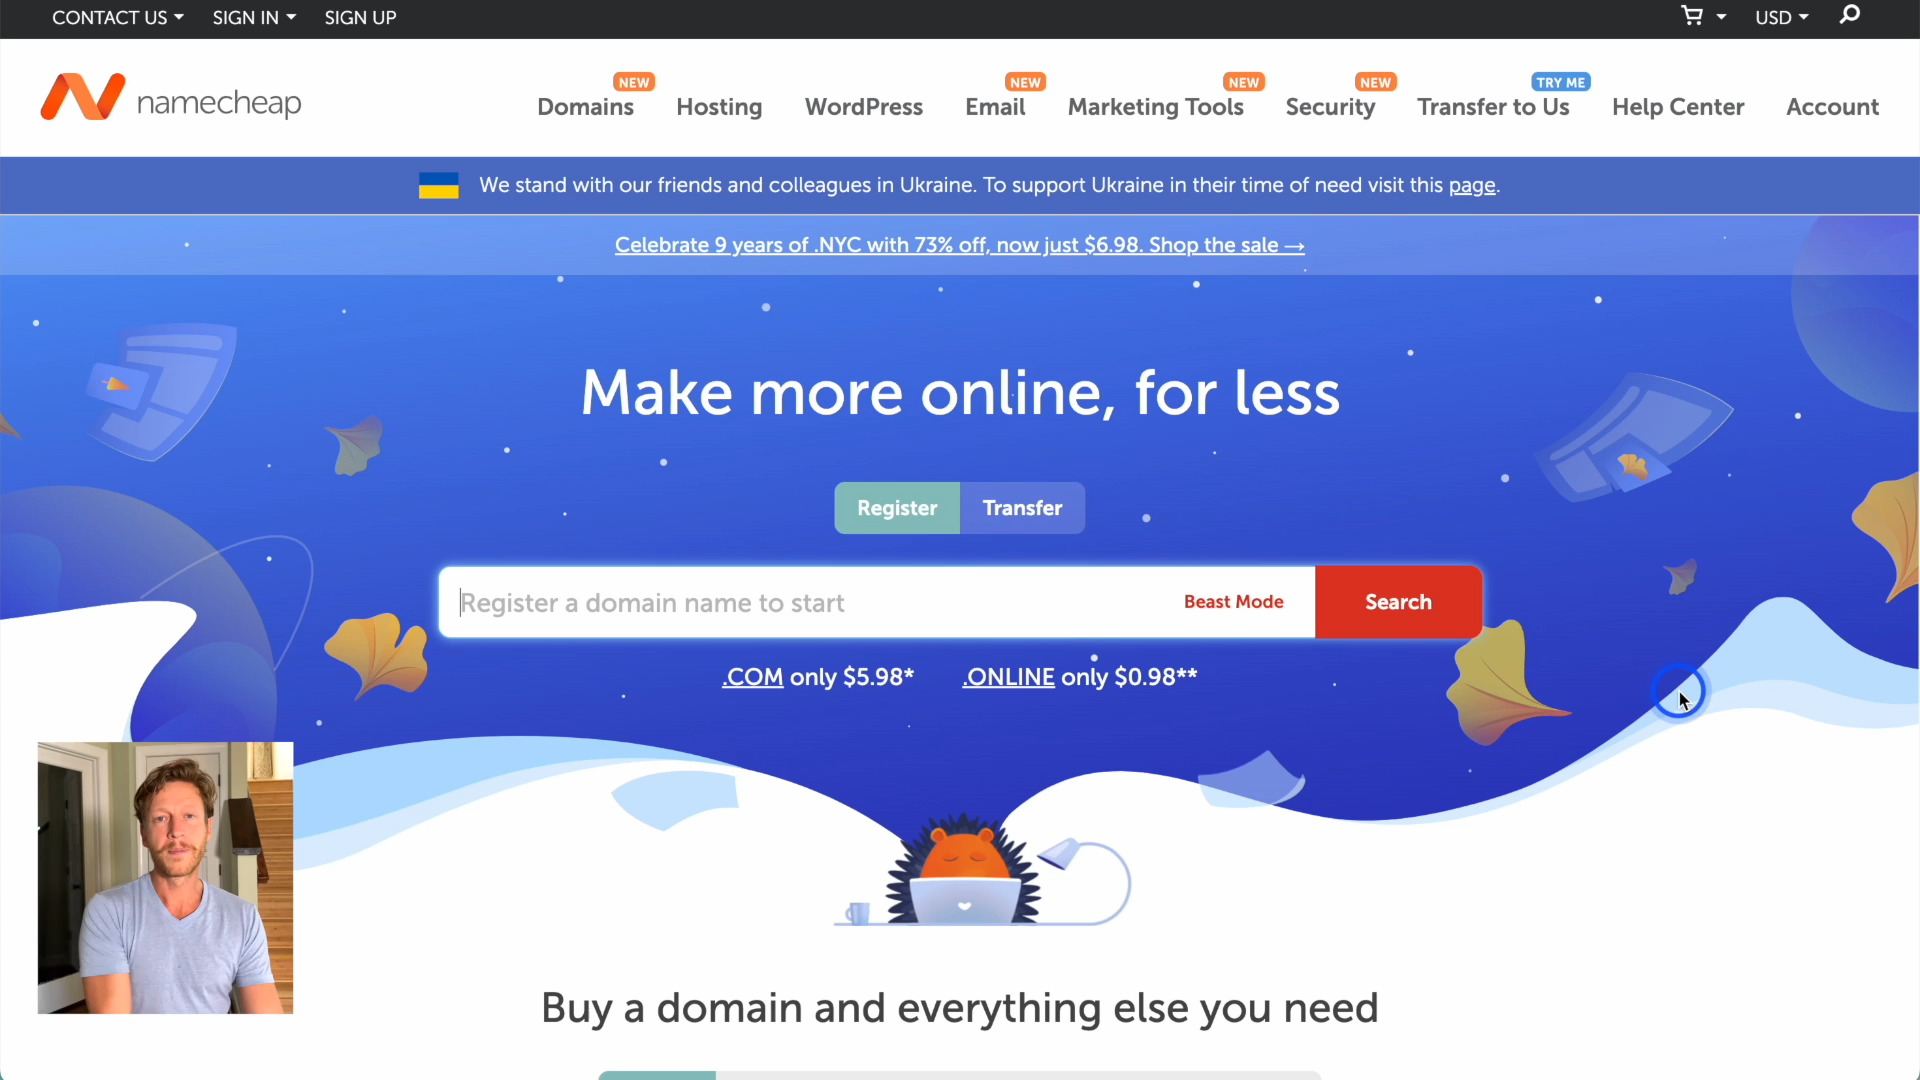 CONTACT US
SIGN IN
SIGN UP
USD
namecheap
NEW
NEW
NEW
NEW
TRY ME
Domains
Hosting
WordPress
Email
Marketing Tools
Security
Transfer to Us
Help Center
Account
We stand with our friends and colleagues in Ukraine. To support Ukraine in their time of need visit this page.
Celebrate 9 years of .NYC with 73% off, now just $6.98. Shop the sale →
Make more online, for less
Register
Transfer
Register a domain name to start
Beast Mode
Search
.COM only $5.98*
.ONLINE only $0.98**
Buy a domain and everything else you need